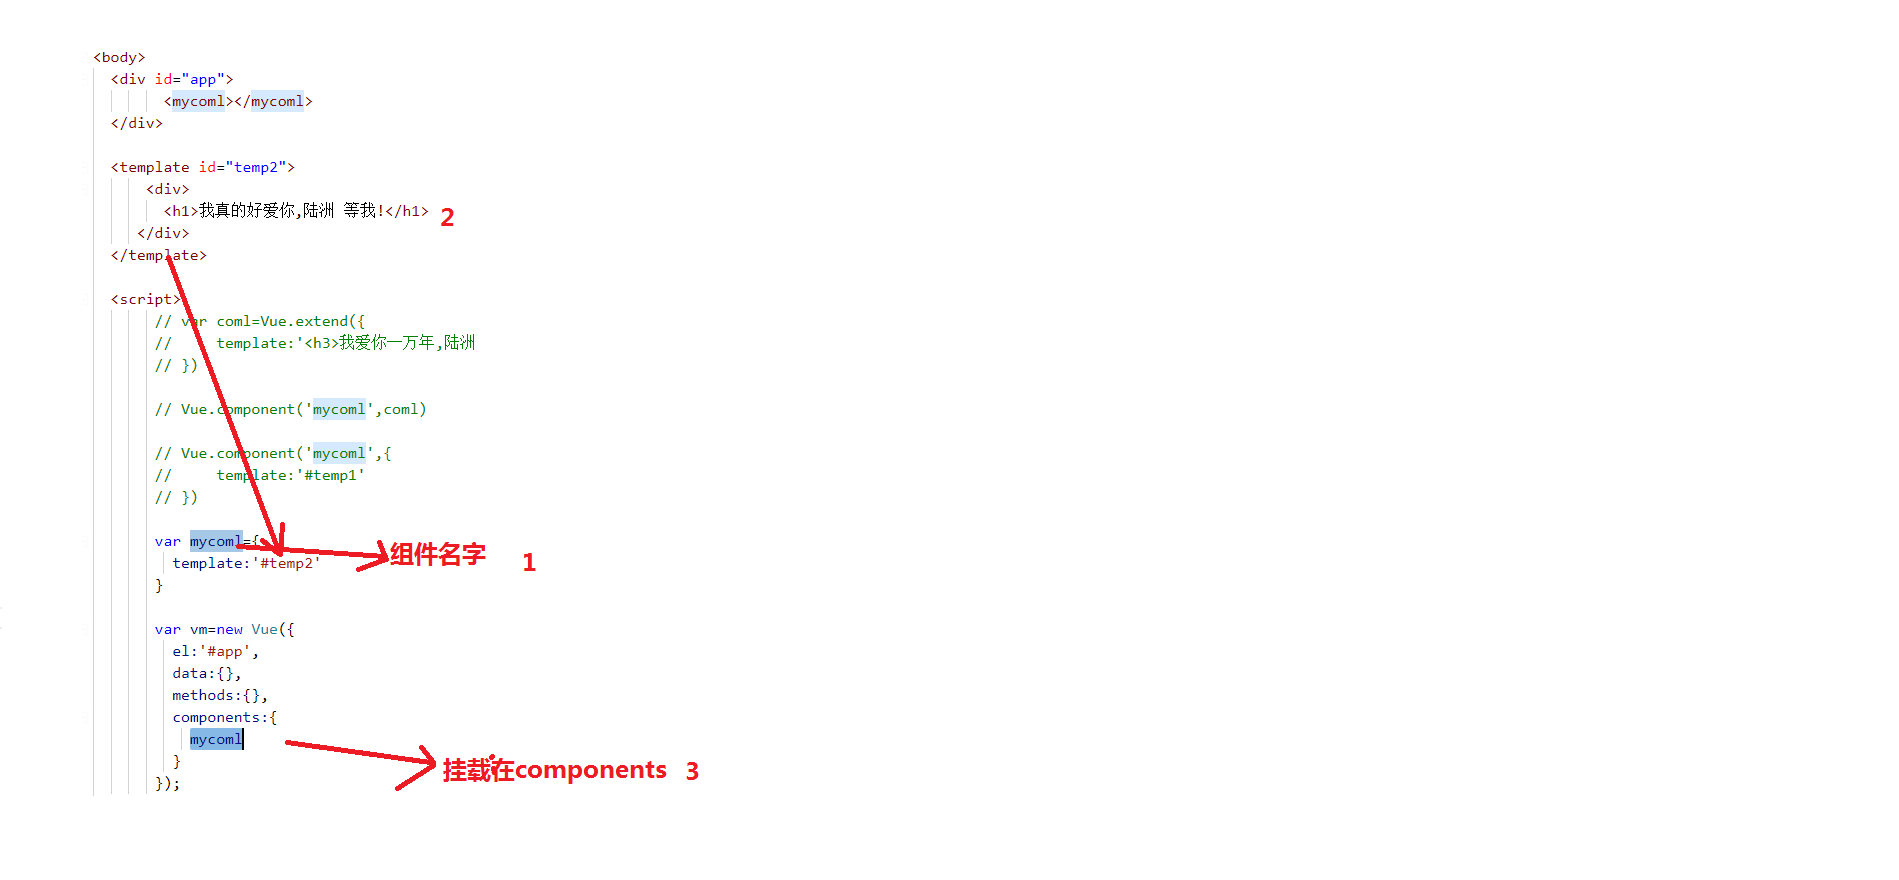 <body>
<div id="app">
<mycoml></mycoml>
</div>
<template id="temp2">
<div>
<h1>我真的好爱你,陆洲 等我!</h1> 2
</div>
</template>
<script>
// var coml=Vue.extend({
// template:'<h3>我爱你一万年,陆洲
// })
// Vue.component('mycoml',coml)
// Vue.component('mycoml',{
// template:'#temp1'
// })
var mycoml={
组件名字 1
template:'#temp2'
}
var vm=new Vue({
el:'#app',
data:{},
methods:{},
components:{
mycoml
}
挂载在components 3
});